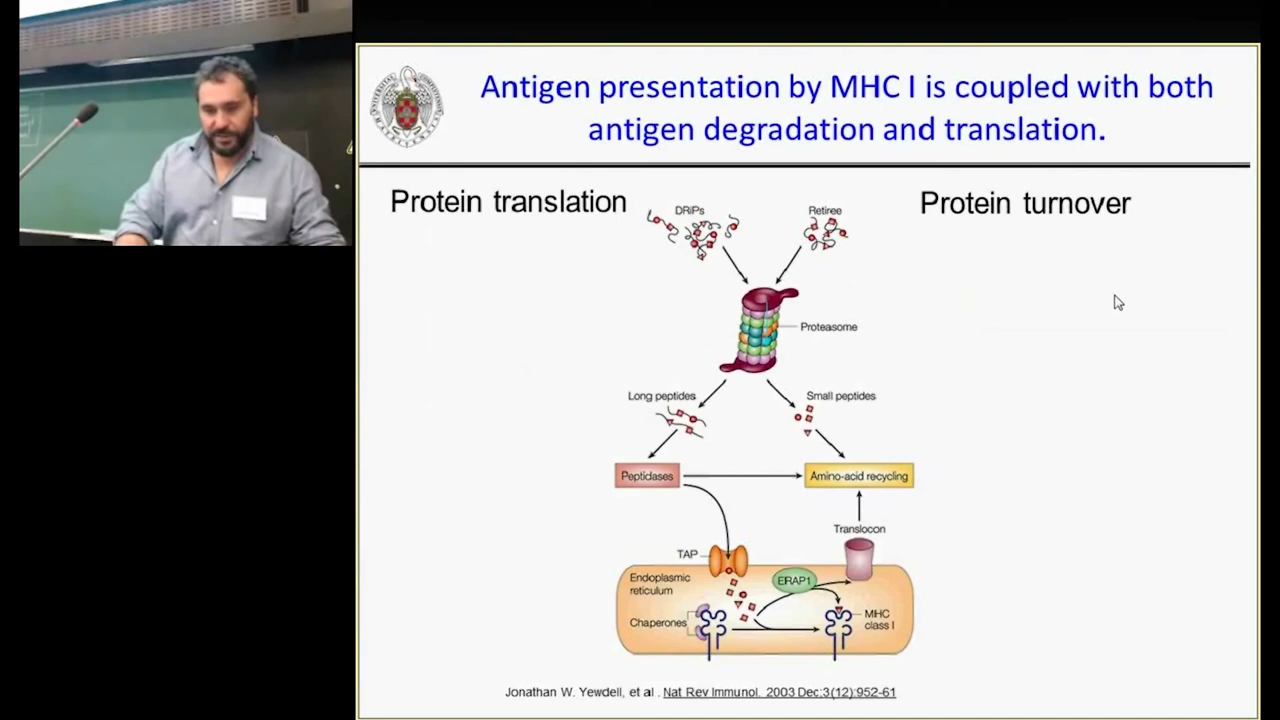 Antigen presentation by MHC I is coupled with both
antigen degradation and translation.
Protein translation
Protein turnover
DRiPs
Retiree
Proteasome
Long peptides
Small peptides
Peptidases
Amino-acid recycling
Translocon
TAP
Endoplasmic
reticulum
ERAP1
Chaperones
MHC
class I
Jonathan W. Yewdell, et al . Nat Rev Immunol. 2003 Dec;3(12):952-61